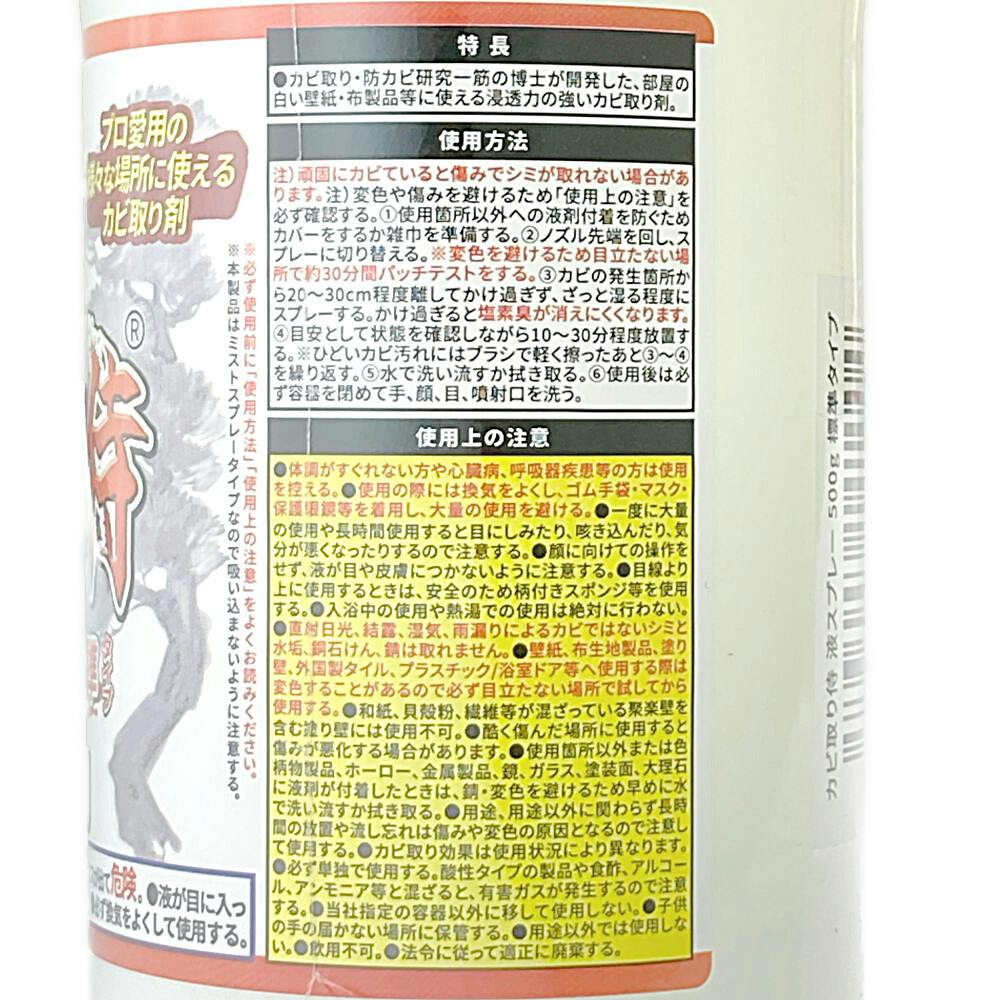 特 長
●カビ取り・防カビ研究一筋の博士が開発した、部屋の
白い壁紙・布製品等に使える浸透力の強いカビ取り剤。
使用方法
注）頑固にカビていると傷みでシミが取れない場合があ
ります。注）変色や傷みを避けるため「使用上の注意」を
必ず確認する。①使用箇所以外への液剤付着を防ぐため
カバーをするか雑巾を準備する。②ノズル先端を回し、ス
プレーに切り替える。※変色を避けるため目立たない場
所で約30分間パッチテストをする。③カビの発生箇所か
ら20～30cm程度離してかけ過ぎず、ざっと湿る程度に
スプレーする。かけ過ぎると塩素臭が消えにくくなります。
④目安として状態を確認しながら10～30分程度放置す
る。※ひどいカビ汚れにはブラシで軽く擦ったあと③～④
を繰り返す。⑤水で洗い流すか拭き取る。⑥使用後は必
ず容器を閉めて手、顔、目、噴射口を洗う。
使用上の注意
●体調がすぐれない方や心臓病、呼吸器疾患等の方は使用
を控える。●使用の際には換気をよくし、ゴム手袋・マスク・
保護眼鏡等を着用し、大量の使用を避ける。●一度に大量
の使用や長時間使用すると目にしみたり、咳き込んだり、気
分が悪くなったりするので注意する。●顔に向けての操作を
せず、液が目や皮膚につかないように注意する。●目線より
上に使用するときは、安全のため柄付きスポンジ等を使用
する。●入浴中の使用や熱湯での使用は絶対に行わない。
●直射日光、結露、湿気、雨漏りによるカビではないシミと
水垢、銅石けん、錆は取れません。●壁紙、布生地製品、塗り
壁、外国製タイル、プラスチック/浴室ドア等へ使用する際は
変色することがあるので必ず目立たない場所で試してから
使用する。●和紙、貝殻粉、繊維等が混ざっている聚楽壁を
含む塗り壁には使用不可。●酷く傷んだ場所に使用すると
傷みが悪化する場合があります。●使用箇所以外または色
柄物製品、ホーロー、金属製品、鏡、ガラス、塗装面、大理石
に液剤が付着したときは、錆・変色を避けるため早めに水
で洗い流すか拭き取る。●用途、用途以外に関わらず長時
間の放置や流し忘れは傷みや変色の原因となるので注意し
て使用する。●カビ取り効果は使用状況により異なります。
●必ず単独で使用する。酸性タイプの製品や食酢、アルコー
ル、アンモニア等と混ざると、有害ガスが発生するので注意
する。●当社指定の容器以外に移して使用しない。●子供
の手の届かない場所に保管する。●用途以外では使用しな
い。●飲用不可。●法令に従って適正に廃棄する。
プロ愛用の
々な場所に使える
カビ取り剤
®
侍
タイプ
※必ず使用前に「使用方法」「使用上の注意」をよくお読みください。
※本製品はミストスプレータイプなので吸い込まないように注意する。
て危険。●液が目に入っ
ず換気をよくして使用する。
カビ取り侍 液スプレー 500g 標準タイプ